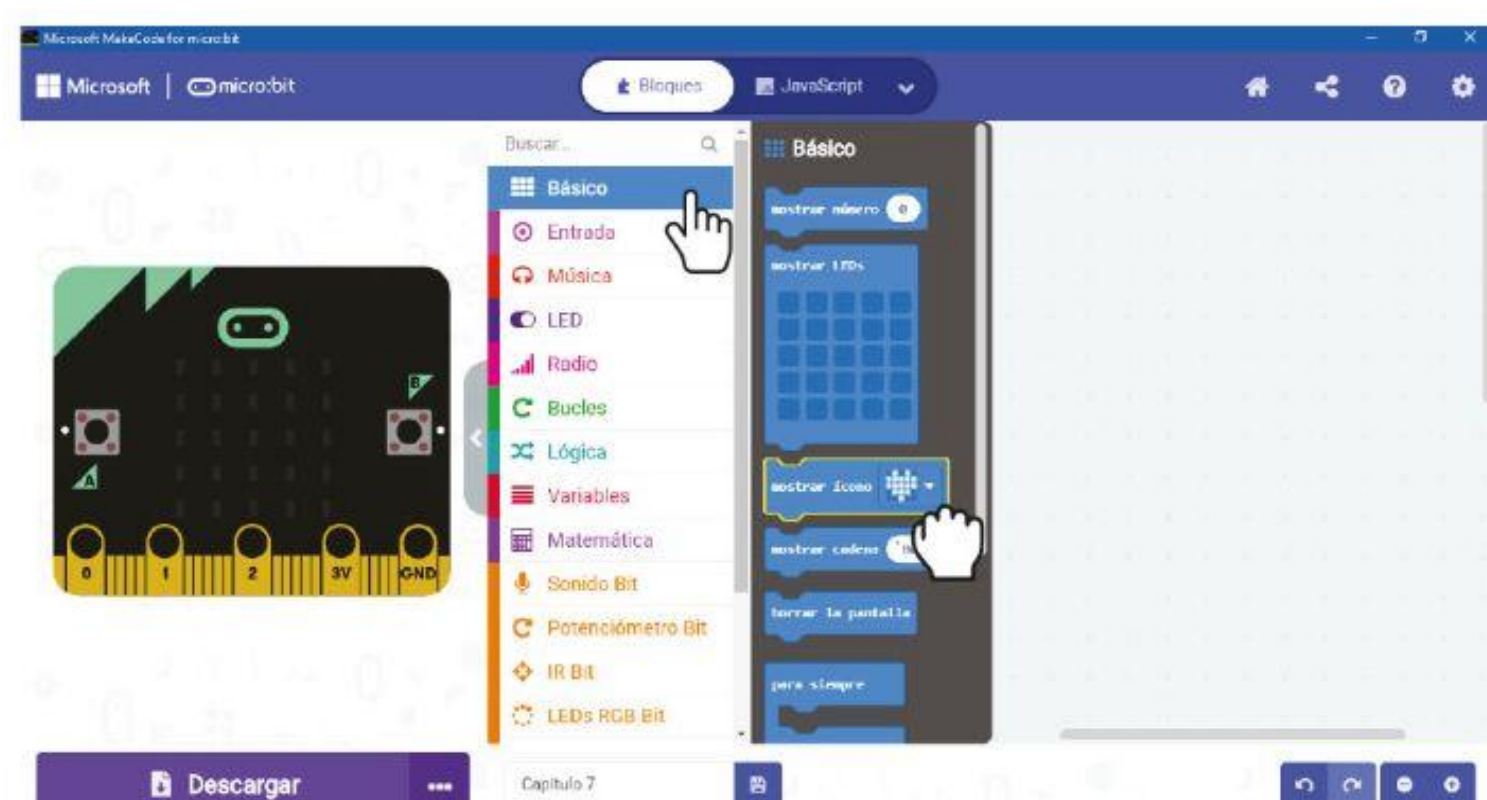 Microsoft MakeCode for micro:bit
Microsoft | micro:bit
Bloques
JavaScript
Buscar...
Básico
Entrada
Música
LED
Radio
Bucles
Lógica
Variables
Matemática
Sonido Bit
Potenciómetro Bit
IR Bit
LEDs RGB Bit
Básico
mostrar número 0
mostrar LEDs
mostrar ícono
mostrar cadena
borrar la pantalla
para siempre
B
A
0 1 2 3V GND
Descargar
Capítulo 7